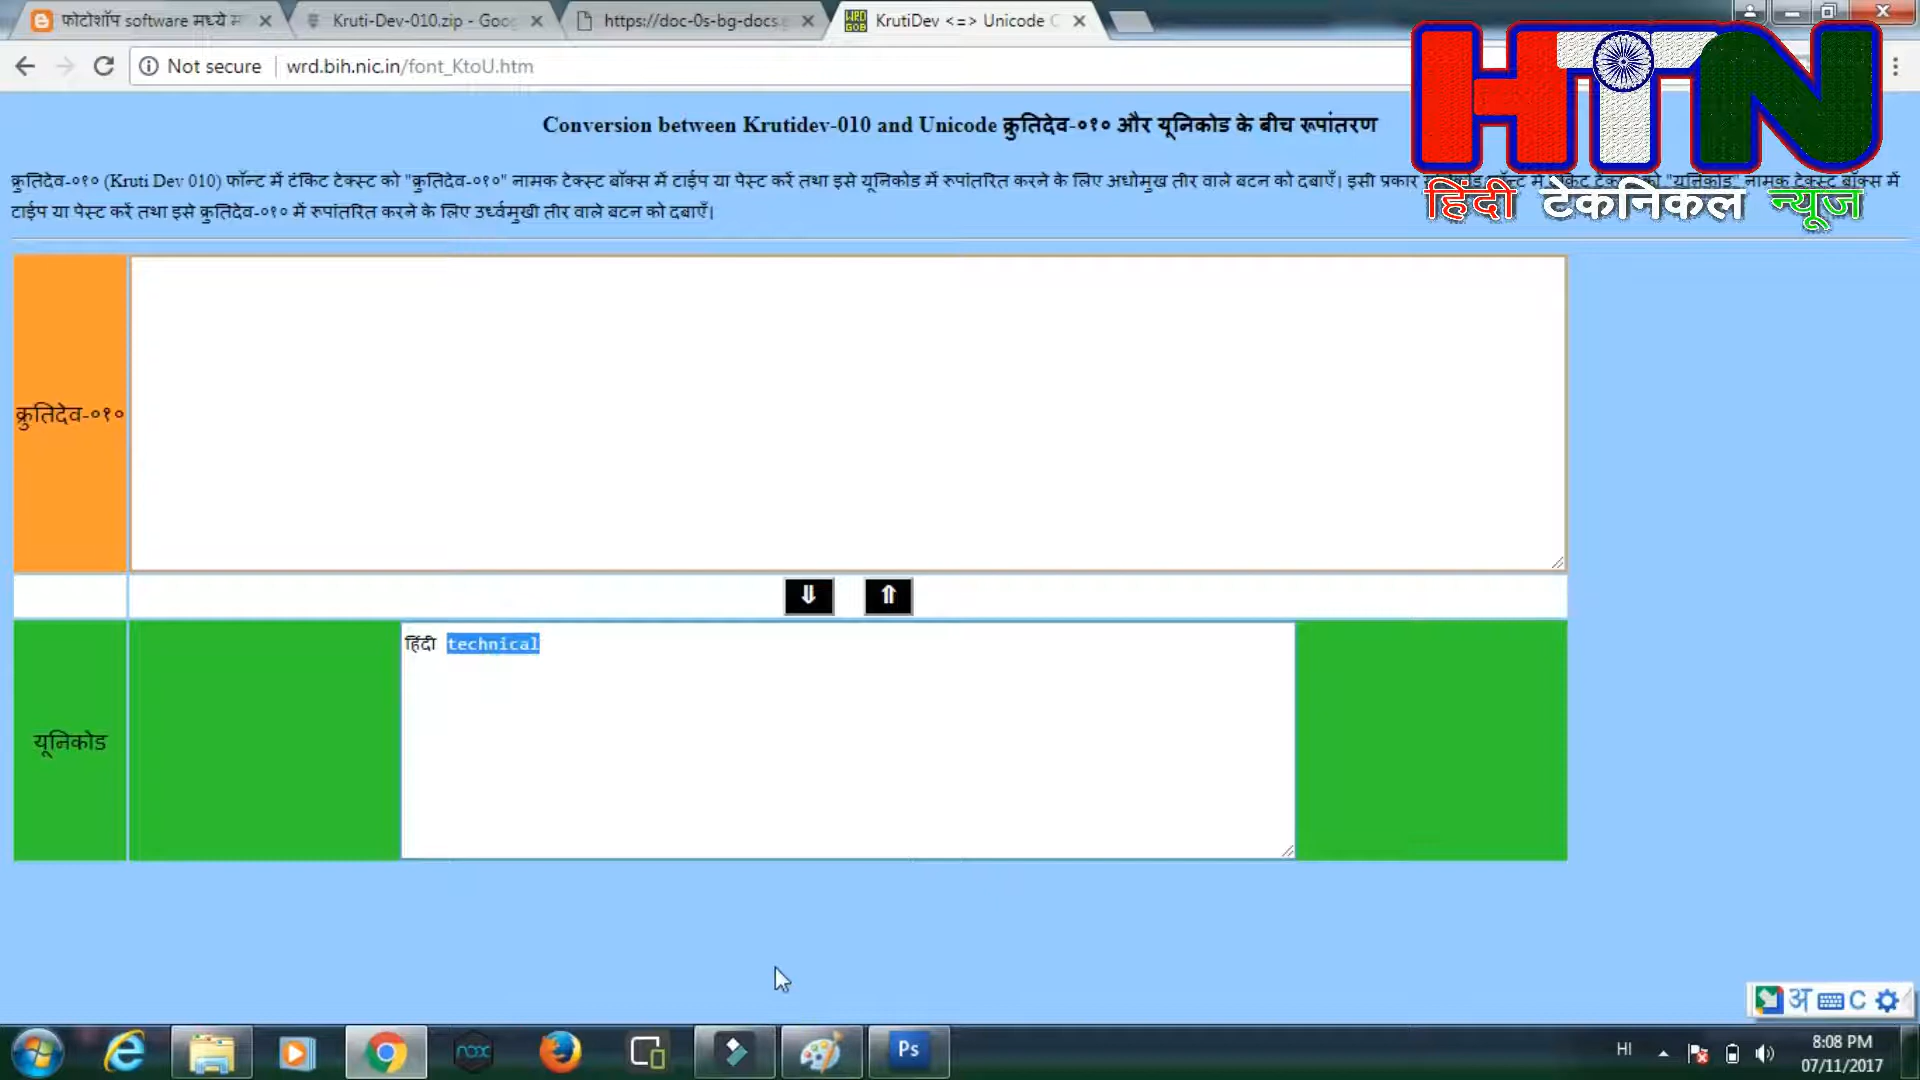 फोटोशॉप software मध्ये म
Kruti-Dev-010.zip - Goo
https://doc-0s-bg-docs.g
KrutiDev <=> Unicode C
Not secure
wrd.bih.nic.in/font_KtoU.htm
HTN
हिंदी टेकनिकल न्यूज
Conversion between Krutidev-010 and Unicode क्रुतिदेव-०१० और यूनिकोड के बीच रूपांतरण
क्रुतिदेव-०१० (Kruti Dev 010) फॉन्ट में टंकित टेक्स्ट को "क्रुतिदेव-०१०" नामक टेक्स्ट बॉक्स में टाईप या पेस्ट करें तथा इसे यूनिकोड में रुपांतरित करने के लिए अधोमुख तीर वाले बटन को दबाएँ। इसी प्रकार में को "यूनिकोड" नामक टेक्स्ट बॉक्स में
टाईप या पेस्ट करें तथा इसे क्रुतिदेव-०१० में रुपांतरित करने के लिए उर्ध्वमुखी तीर वाले बटन को दबाएँ।
क्रुतिदेव-०१०
⇓ ⇑
हिंदी technical
यूनिकोड
अ C
nox
Ps
HI
8:08 PM
07/11/2017